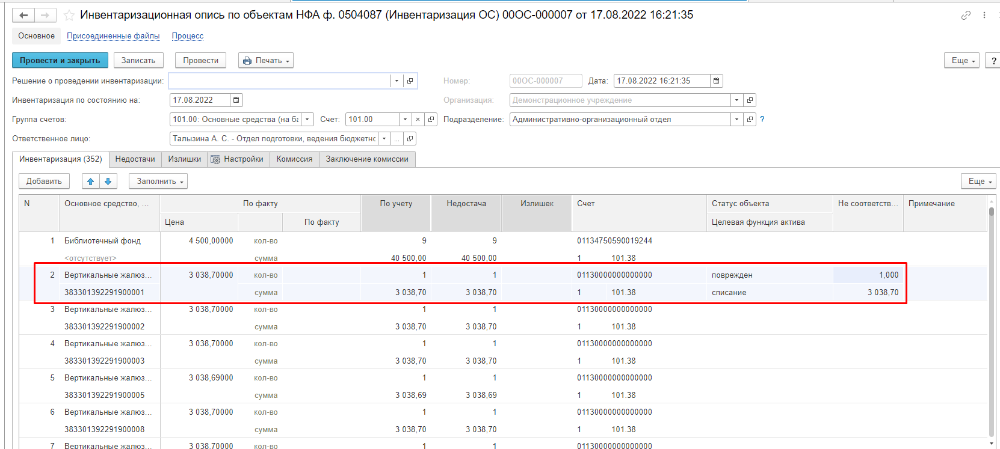 Инвентаризационная опись по объектам НФА ф. 0504087 (Инвентаризация ОС) 00ОС-000007 от 17.08.2022 16:21:35
Основное Присоединенные файлы Процесс
Провести и закрыть Записать Провести Печать Еще ?
Решение о проведении инвентаризации: Номер: 00ОС-000007 Дата: 17.08.2022 16:21:35
Инвентаризация по состоянию на: 17.08.2022 Организация: Демонстрационное учреждение
Группа счетов: 101.00: Основные средства (на ба Счет: 101.00 Подразделение: Административно-организационный отдел ?
Ответственное лицо: Талызина А. С. - Отдел подготовки, ведения бюджетнс ...
Инвентаризация (352) Недостачи Излишки Настройки Комиссия Заключение комиссии
Добавить Заполнить Еще
N Основное средство, ... По факту По учету Недостача Излишек Счет Статус объекта Не соответств... Примечание
Цена По факту Целевая функция актива
1 Библиотечный фонд 4 500,00000 кол-во 9 9 01134750590019244
<отсутствует> сумма 40 500,00 40 500,00 1 101.38
2 Вертикальные жалюз... 3 038,70000 кол-во 1 1 01130000000000000 поврежден 1,000
383301392291900001 сумма 3 038,70 3 038,70 1 101.38 списание 3 038,70
3 Вертикальные жалюз... 3 038,70000 кол-во 1 1 01130000000000000
383301392291900002 сумма 3 038,70 3 038,70 1 101.38
4 Вертикальные жалюз... 3 038,70000 кол-во 1 1 01130000000000000
383301392291900003 сумма 3 038,70 3 038,70 1 101.38
5 Вертикальные жалюз... 3 038,69000 кол-во 1 1 01130000000000000
383301392291900005 сумма 3 038,69 3 038,69 1 101.38
6 Вертикальные жалюз... 3 038,70000 кол-во 1 1 01130000000000000
383301392291900008 сумма 3 038,70 3 038,70 1 101.38
7 Вертикальные жалюз... 3 038,70000 кол-во 1 1 01130000000000000